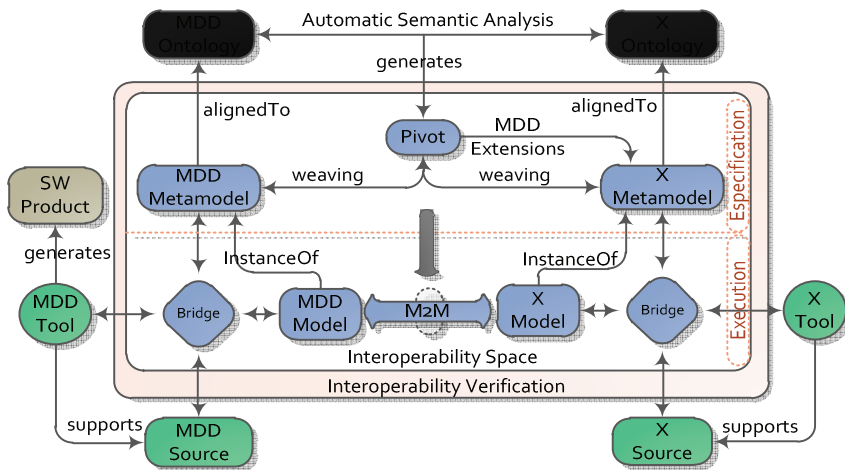 MDD
Ontology
Automatic Semantic Analysis
X
Ontology
generates
alignedTo
alignedTo
Pivot
MDD
Extensions
Especification
SW
Product
MDD
Metamodel
weaving
weaving
X
Metamodel
generates
InstanceOf
InstanceOf
Execution
MDD
Tool
Bridge
MDD
Model
M2M
X
Model
Bridge
X
Tool
Interoperability Space
Interoperability Verification
supports
MDD
Source
X
Source
supports